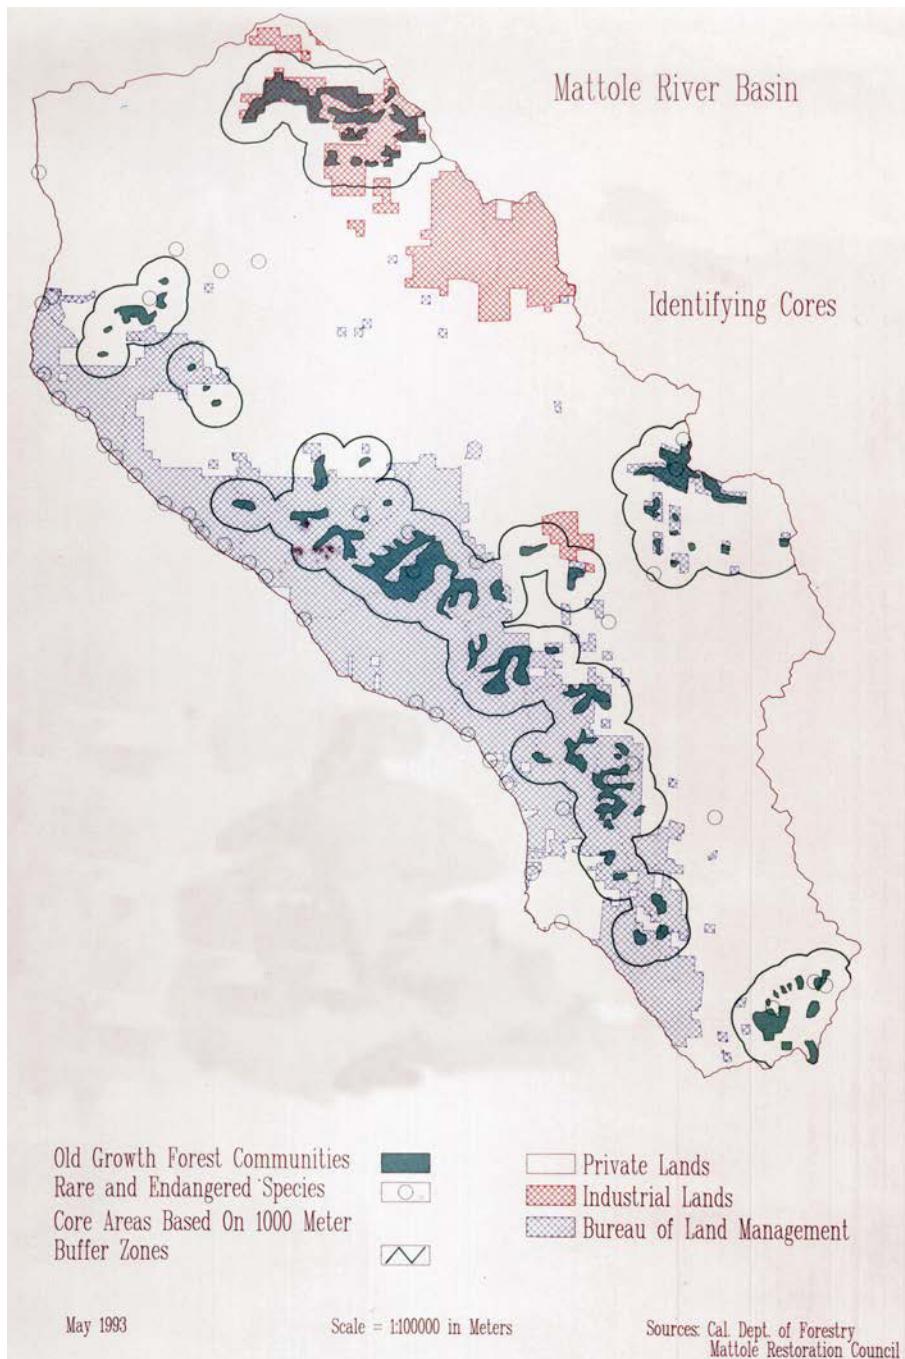 Mattole River Basin
Identifying Cores
Old Growth Forest Communities
Rare and Endangered Species
Core Areas Based On 1000 Meter
Buffer Zones
Private Lands
Industrial Lands
Bureau of Land Management
May 1993
Scale = 1:100000 in Meters
Sources: Cal. Dept. of Forestry
Mattole Restoration Council